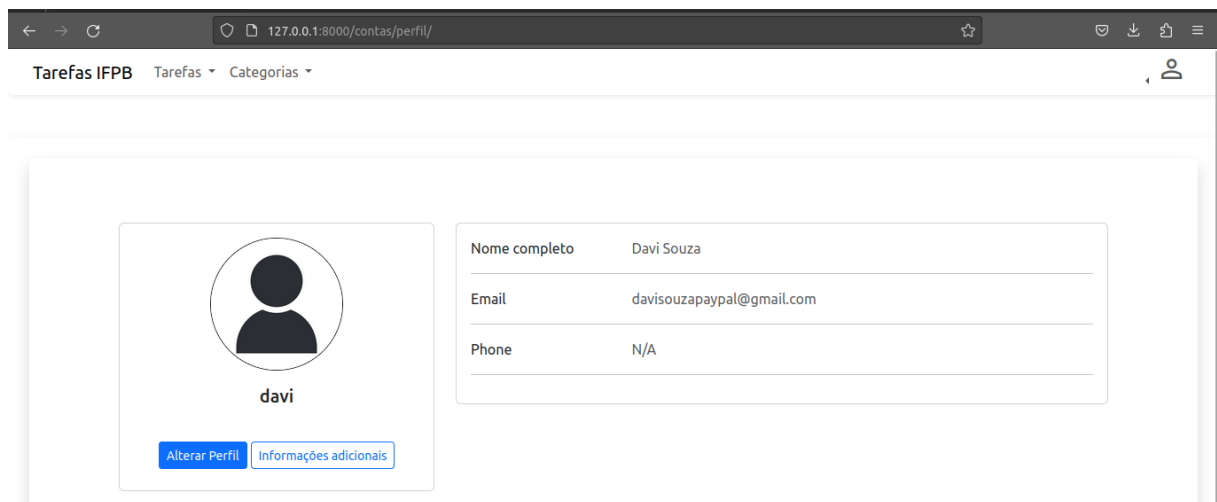 127.0.0.1:8000/contas/perfil/
Tarefas IFPB Tarefas Categorias
Nome completo Davi Souza
Email davisouzapaypal@gmail.com
Phone N/A
davi
Alterar Perfil Informações adicionais